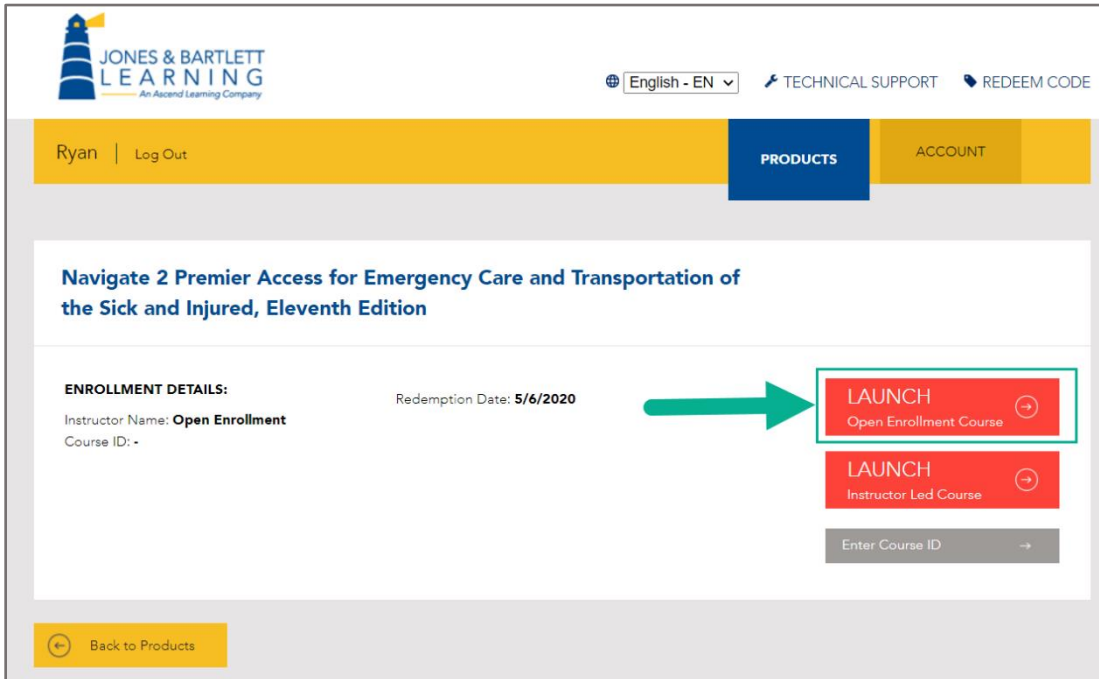 JONES & BARTLETT
LEARNING
An Ascend Learning Company
English - EN
TECHNICAL SUPPORT
REDEEM CODE
Ryan | Log Out
PRODUCTS
ACCOUNT
Navigate 2 Premier Access for Emergency Care and Transportation of
the Sick and Injured, Eleventh Edition
ENROLLMENT DETAILS:
Instructor Name: Open Enrollment
Course ID: -
Redemption Date: 5/6/2020
LAUNCH
Open Enrollment Course
LAUNCH
Instructor Led Course
Enter Course ID
Back to Products